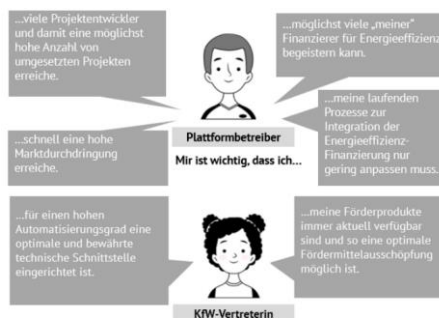 ...viele Projektentwickler
und damit eine möglichst
hohe Anzahl von
umgesetzten Projekten
erreiche.
...möglichst viele „meiner"
Finanzierer für Energieeffizienz
begeistern kann.
...schnell eine hohe
Marktdurchdringung
erreiche.
...meine laufenden
Prozesse zur
Integration der
Energieeffizienz-
Finanzierung nur
gering anpassen muss.
Plattformbetreiber
Mir ist wichtig, dass ich...
...für einen hohen
Automatisierungsgrad eine
optimale und bewährte
technische Schnittstelle
eingerichtet ist.
...meine Förderprodukte
immer aktuell verfügbar
sind und so eine optimale
Fördermittelausschöpfung
möglich ist.
KfW-Vertreterin